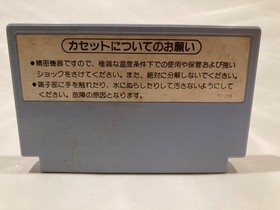 カセットについてのお願い
●精密機器ですので、極端な温度条件下での使用や保管および強い
ショックをさけてください。また、絶対に分解しないでください。
●端子部に手を触れたり、水にぬらしたりして汚さないようにして
ください。故障の原因となります。